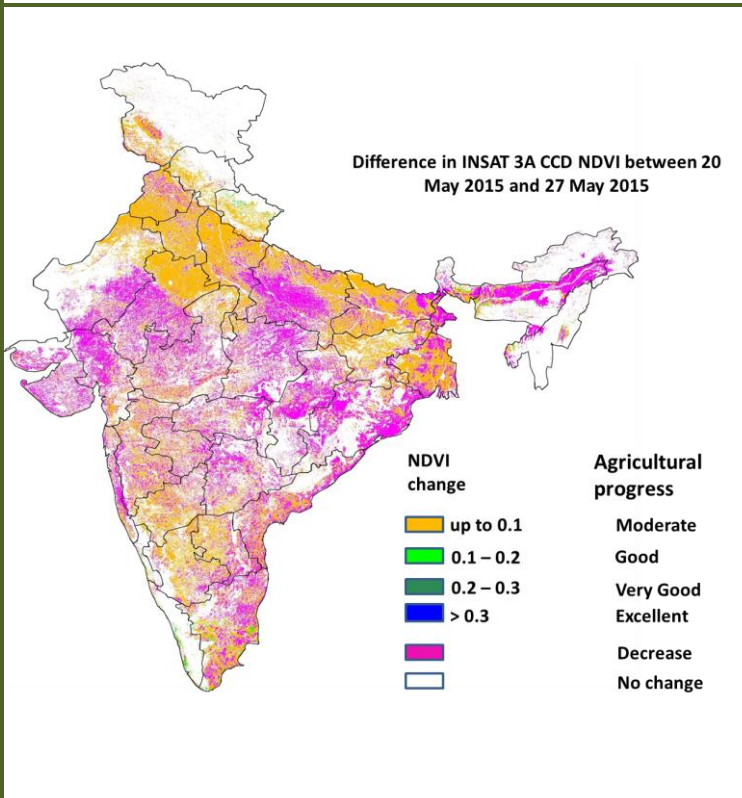 Difference in INSAT 3A CCD NDVI between 20
May 2015 and 27 May 2015
NDVI
change
Agricultural
progress
up to 0.1 Moderate
0.1 – 0.2 Good
0.2 – 0.3 Very Good
> 0.3 Excellent
Decrease
No change